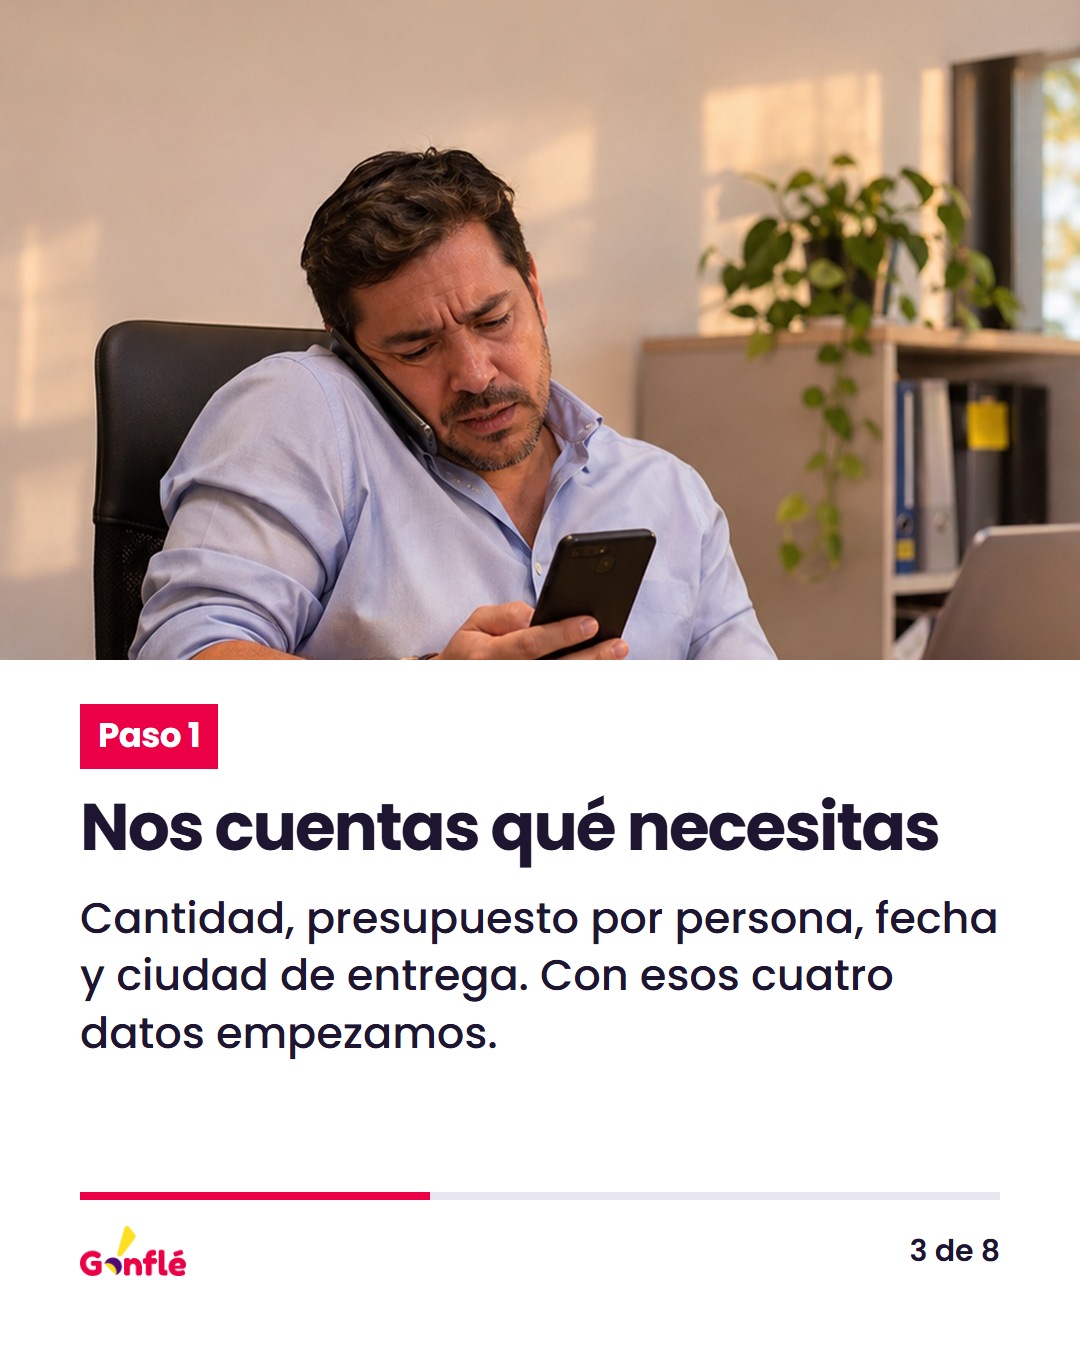 Paso 1
Nos cuentas qué necesitas
Cantidad, presupuesto por persona, fecha
y ciudad de entrega. Con esos cuatro
datos empezamos.
Gonflé
3 de 8